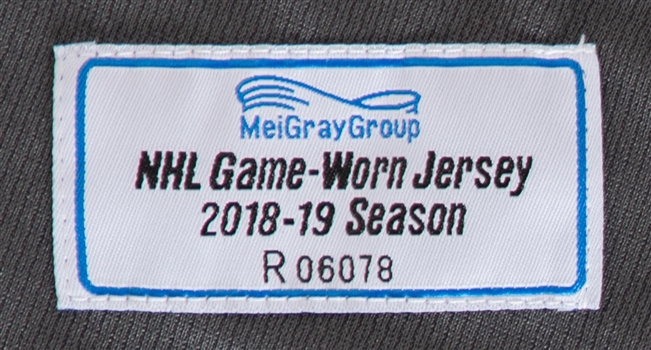 MeiGrayGroup
NHL Game-Worn Jersey
2018-19 Season
R 06078